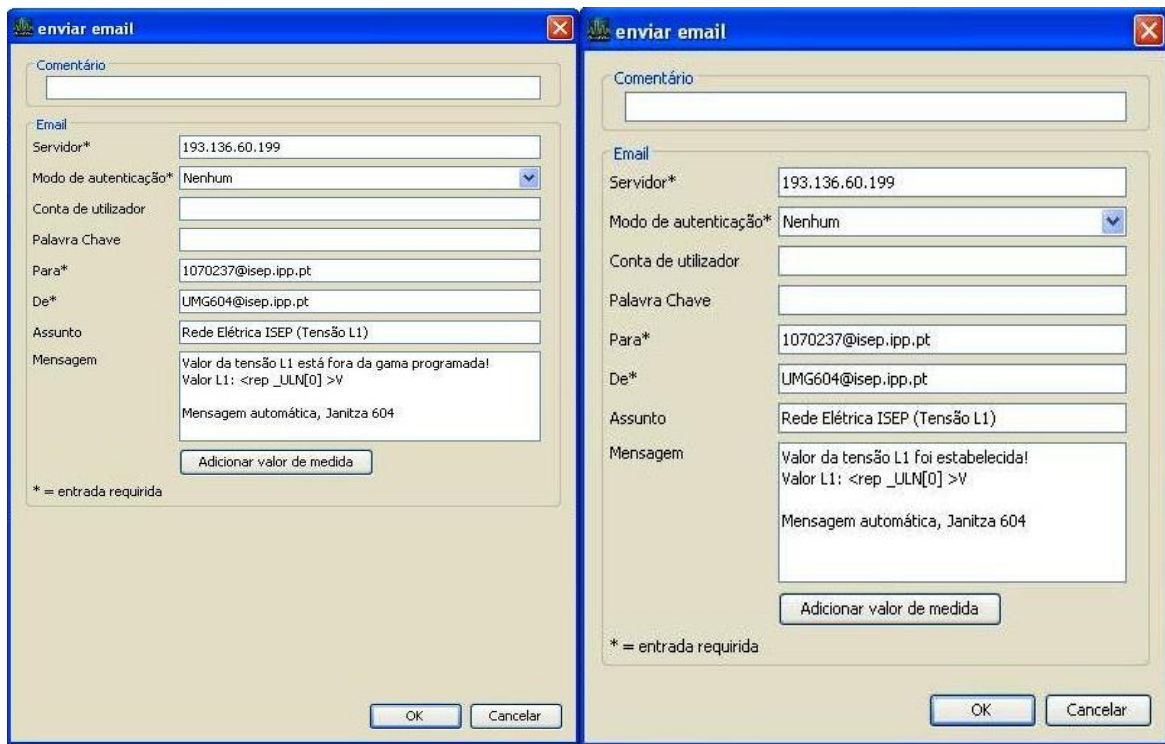 enviar email
Comentário
Email
Servidor* 193.136.60.199
Modo de autenticação* Nenhum
Conta de utilizador
Palavra Chave
Para* 1070237@isep.ipp.pt
De* UMG604@isep.ipp.pt
Assunto Rede Elétrica ISEP (Tensão L1)
Mensagem Valor da tensão L1 está fora da gama programada!
Valor L1: <rep _ULN[0] >V
Mensagem automática, Janitza 604
Adicionar valor de medida
* = entrada requirida
OK Cancelar
enviar email
Comentário
Email
Servidor* 193.136.60.199
Modo de autenticação* Nenhum
Conta de utilizador
Palavra Chave
Para* 1070237@isep.ipp.pt
De* UMG604@isep.ipp.pt
Assunto Rede Elétrica ISEP (Tensão L1)
Mensagem Valor da tensão L1 foi estabelecida!
Valor L1: <rep _ULN[0] >V
Mensagem automática, Janitza 604
Adicionar valor de medida
* = entrada requirida
OK Cancelar